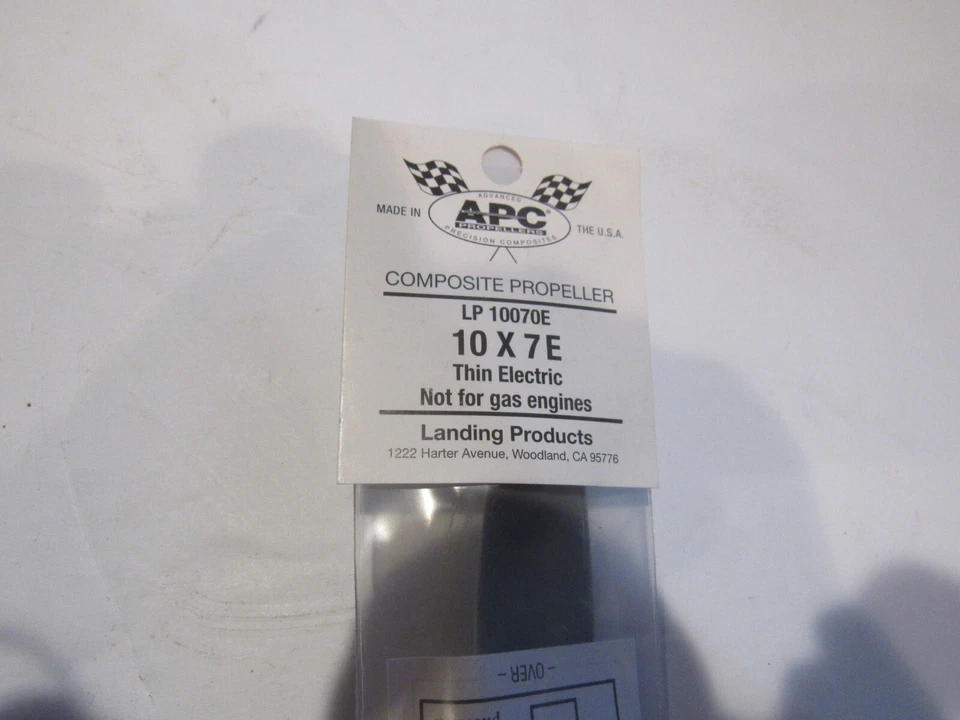 ADVANCED
MADE IN APC® THE U.S.A.
PROPELLERS
PRECISION COMPOSITES
COMPOSITE PROPELLER
LP 10070E
10 X 7 E
Thin Electric
Not for gas engines
Landing Products
1222 Harter Avenue, Woodland, CA 95776
- OVER -